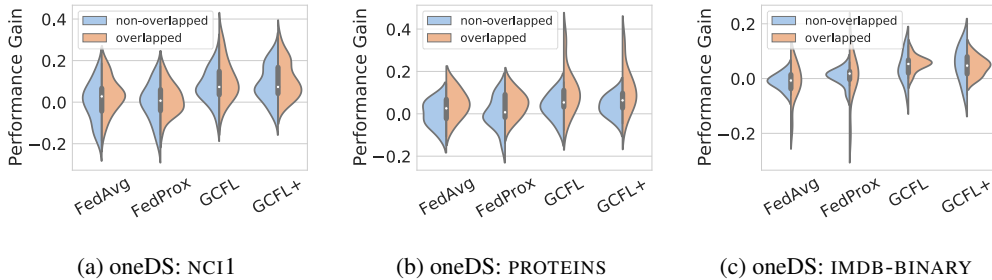 Performance Gain
0.4
0.2
0.0
−0.2
non-overlapped
overlapped
FedAvg
FedProx
GCFL
GCFL+
(a) oneDS: NCI1
Performance Gain
0.4
0.2
0.0
−0.2
non-overlapped
overlapped
FedAvg
FedProx
GCFL
GCFL+
(b) oneDS: PROTEINS
Performance Gain
0.2
0.0
−0.2
non-overlapped
overlapped
FedAvg
FedProx
GCFL
GCFL+
(c) oneDS: IMDB-BINARY